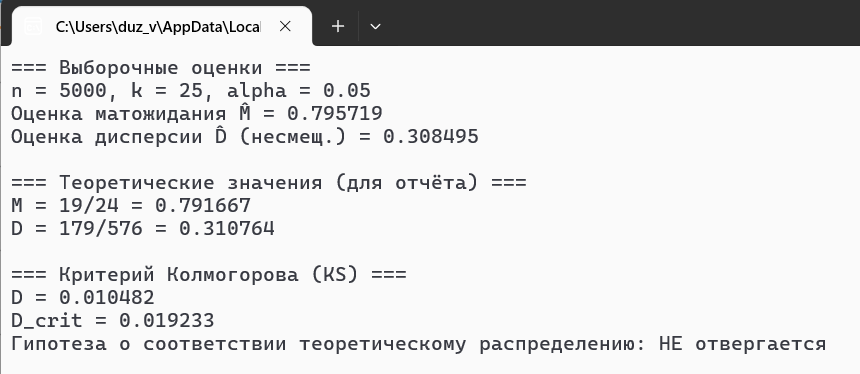 C:\Users\duz_v\AppData\Loca
=== Выборочные оценки ===
n = 5000, k = 25, alpha = 0.05
Оценка матожидания M̂ = 0.795719
Оценка дисперсии D̂ (несмещ.) = 0.308495
=== Теоретические значения (для отчёта) ===
M = 19/24 = 0.791667
D = 179/576 = 0.310764
=== Критерий Колмогорова (KS) ===
D = 0.010482
D_crit = 0.019233
Гипотеза о соответствии теоретическому распределению: НЕ отвергается